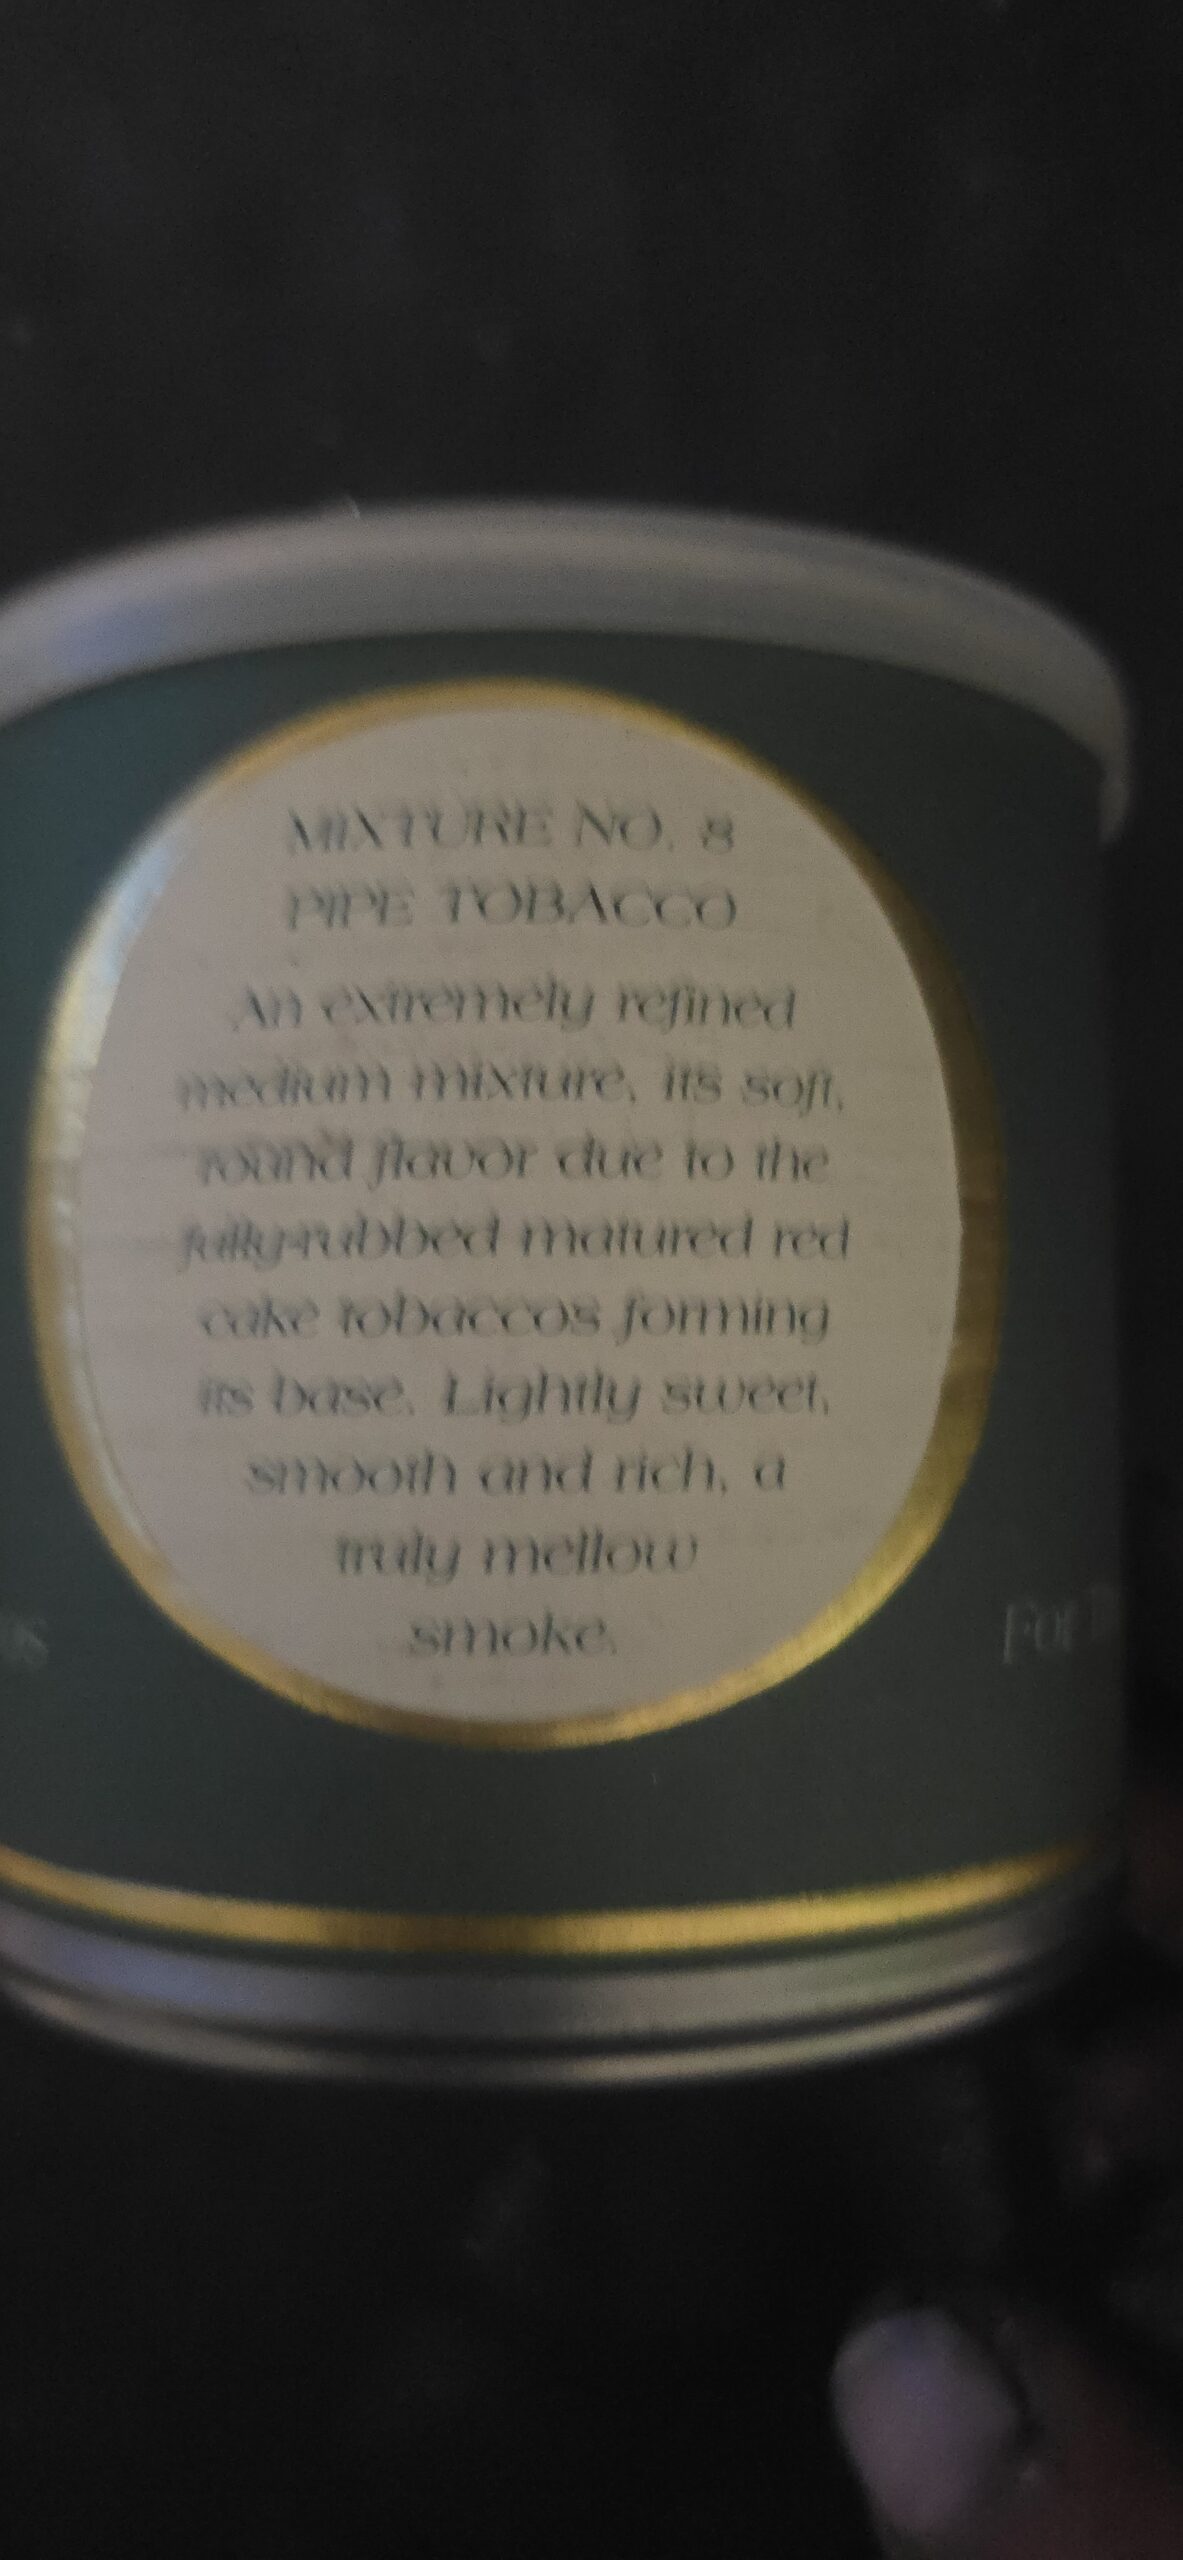 MIXTURE NO. 8
PIPE TOBACCO
An extremely refined
medium mixture, its soft,
round flavor due to the
fully-rubbed matured red
cake tobaccos forming
its base. Lightly sweet,
smooth and rich, a
truly mellow
smoke.